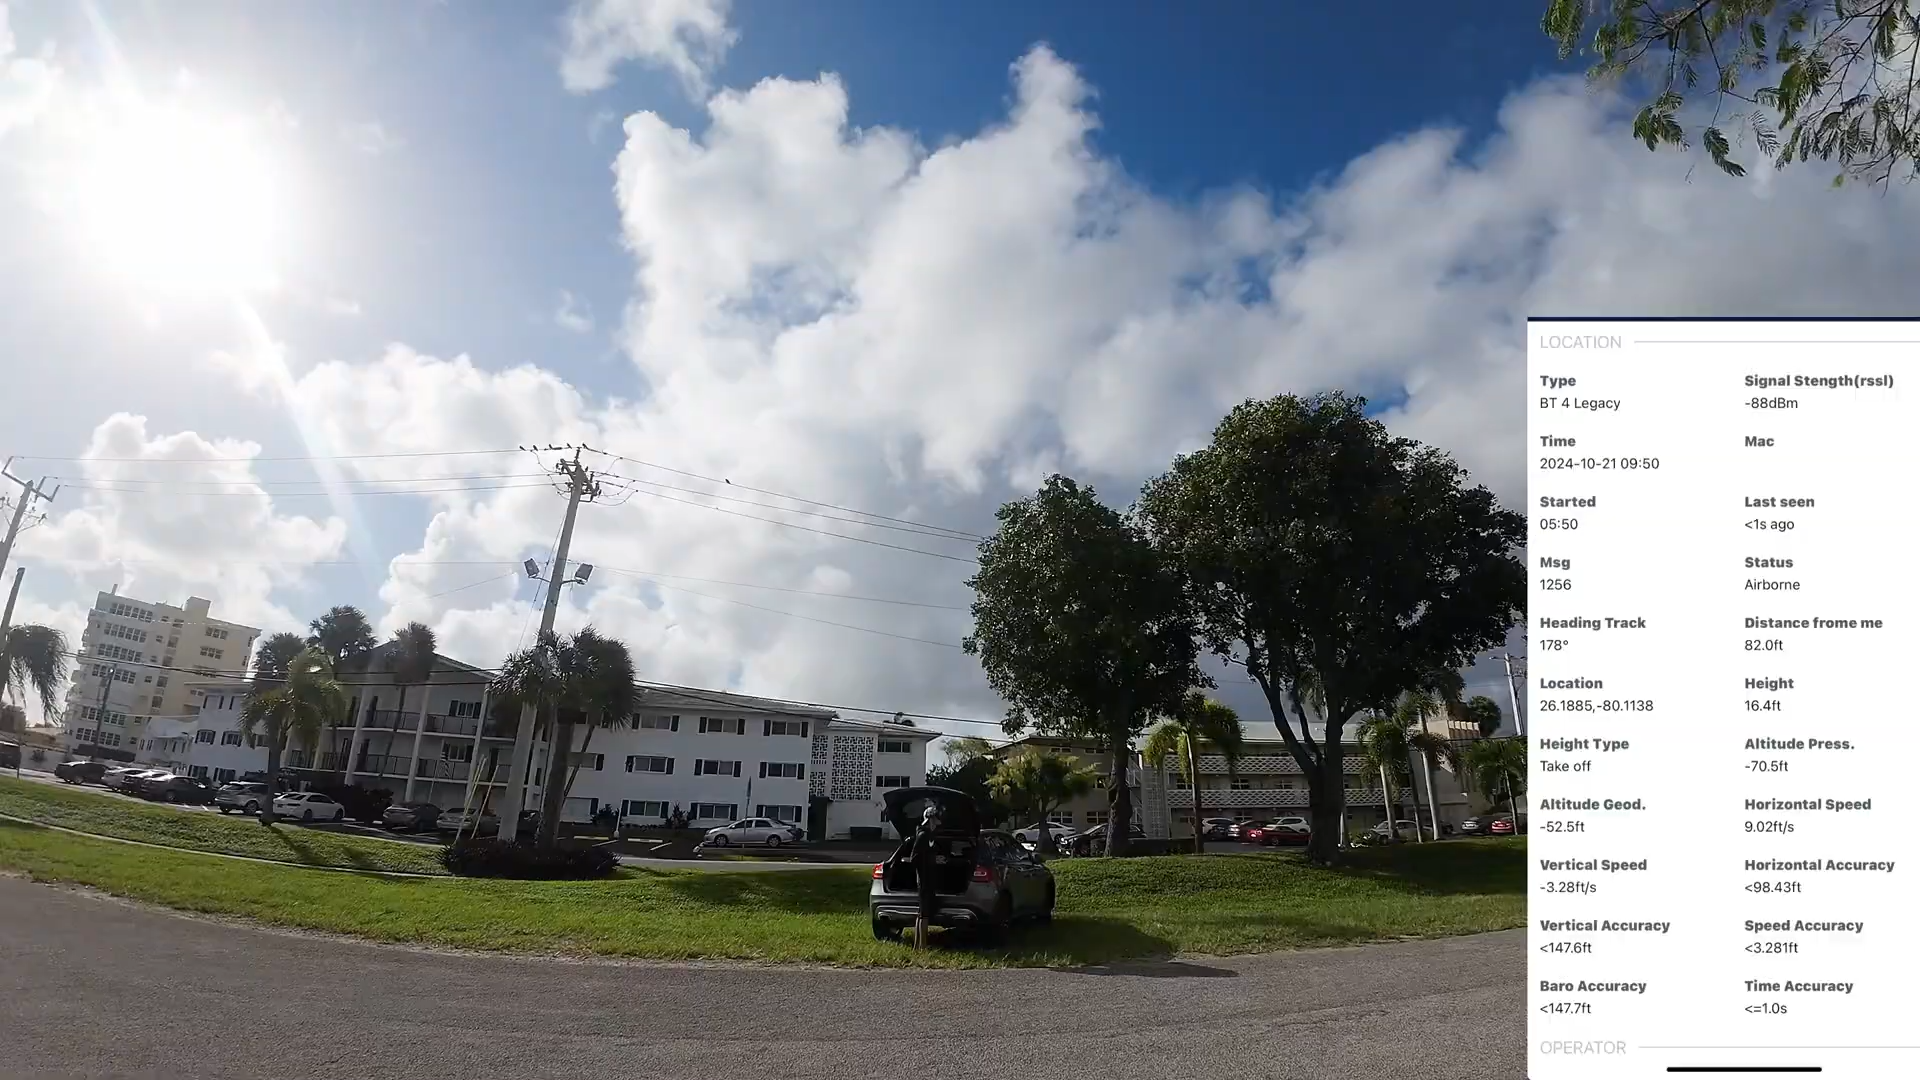 LOCATION
Type Signal Stength(rssl)
BT 4 Legacy -88dBm
Time Mac
2024-10-21 09:50
Started Last seen
05:50 <1s ago
Msg Status
1256 Airborne
Heading Track Distance frome me
178° 82.0ft
Location Height
26.1885,-80.1138 16.4ft
Height Type Altitude Press.
Take off -70.5ft
Altitude Geod. Horizontal Speed
-52.5ft 9.02ft/s
Vertical Speed Horizontal Accuracy
-3.28ft/s <98.43ft
Vertical Accuracy Speed Accuracy
<147.6ft <3.281ft
Baro Accuracy Time Accuracy
<147.7ft <=1.0s
OPERATOR